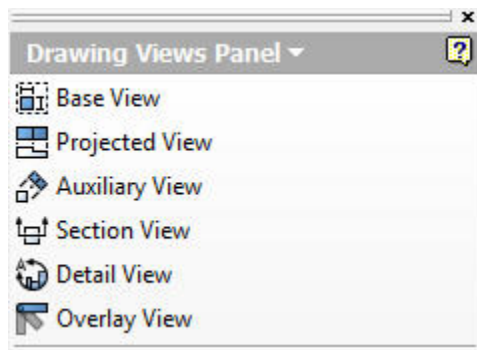 Drawing Views Panel
Base View
Projected View
Auxiliary View
Section View
Detail View
Overlay View